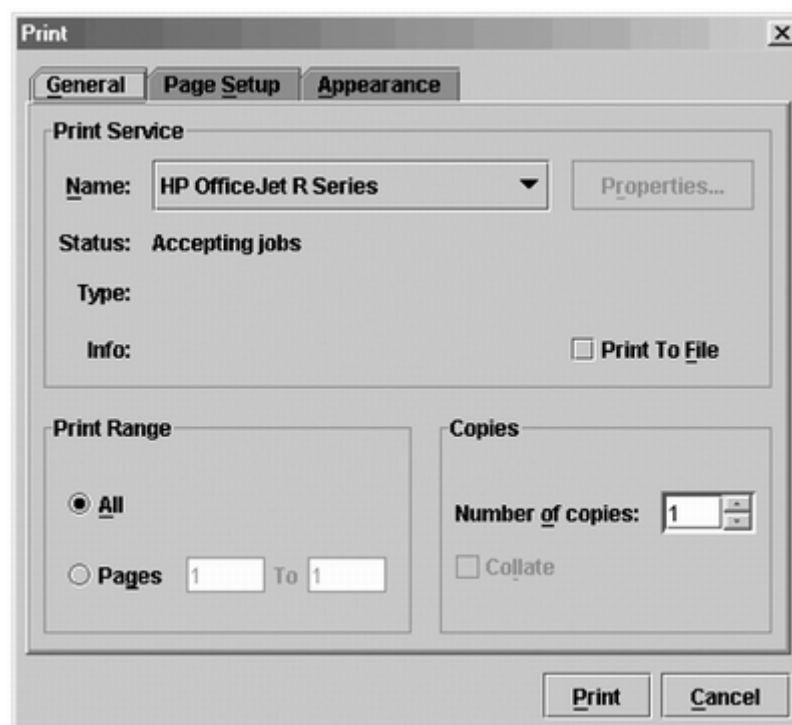 Print
General Page Setup Appearance
Print Service
Name: HP OfficeJet R Series Properties...
Status: Accepting jobs
Type:
Info: Print To File
Print Range Copies
All
Number of copies: 1
Pages 1 To 1 Collate
Print Cancel